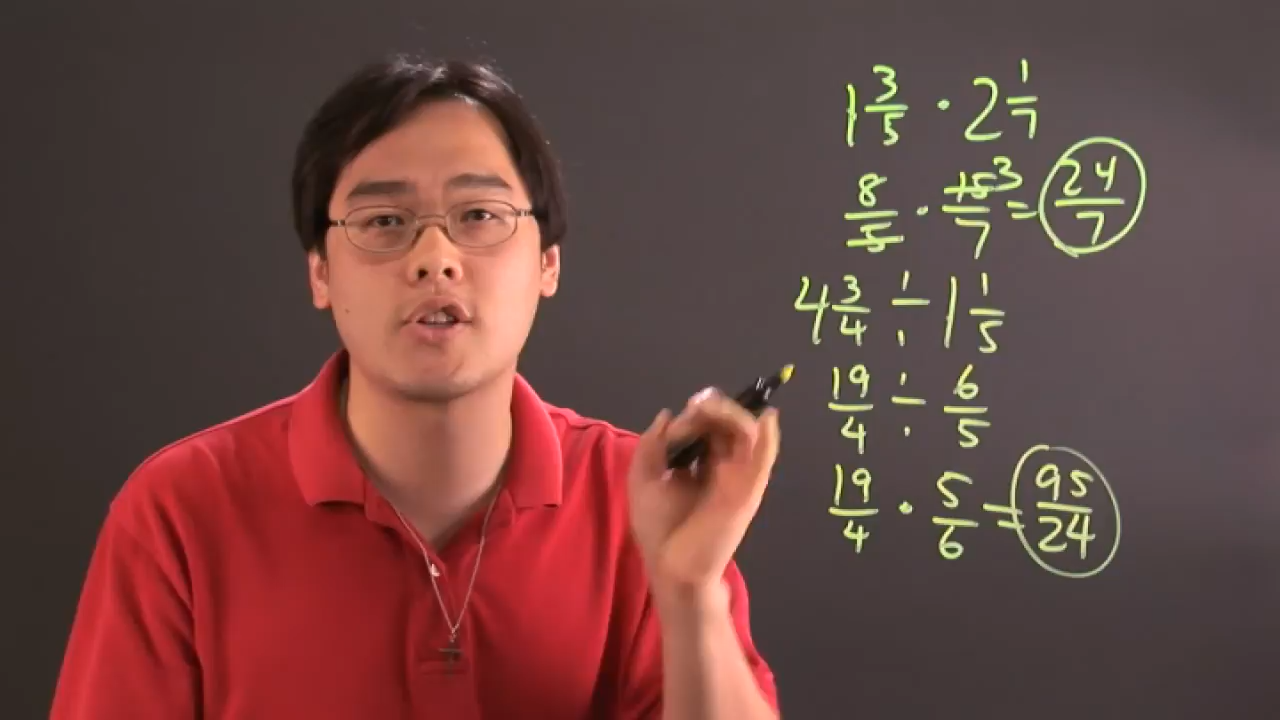 1 3/5 · 2 1/7
8/5 · 15/7 3 = 24/7
4 3/4 ÷ 1 1/5
19/4 ÷ 6/5
19/4 · 5/6 = 95/24